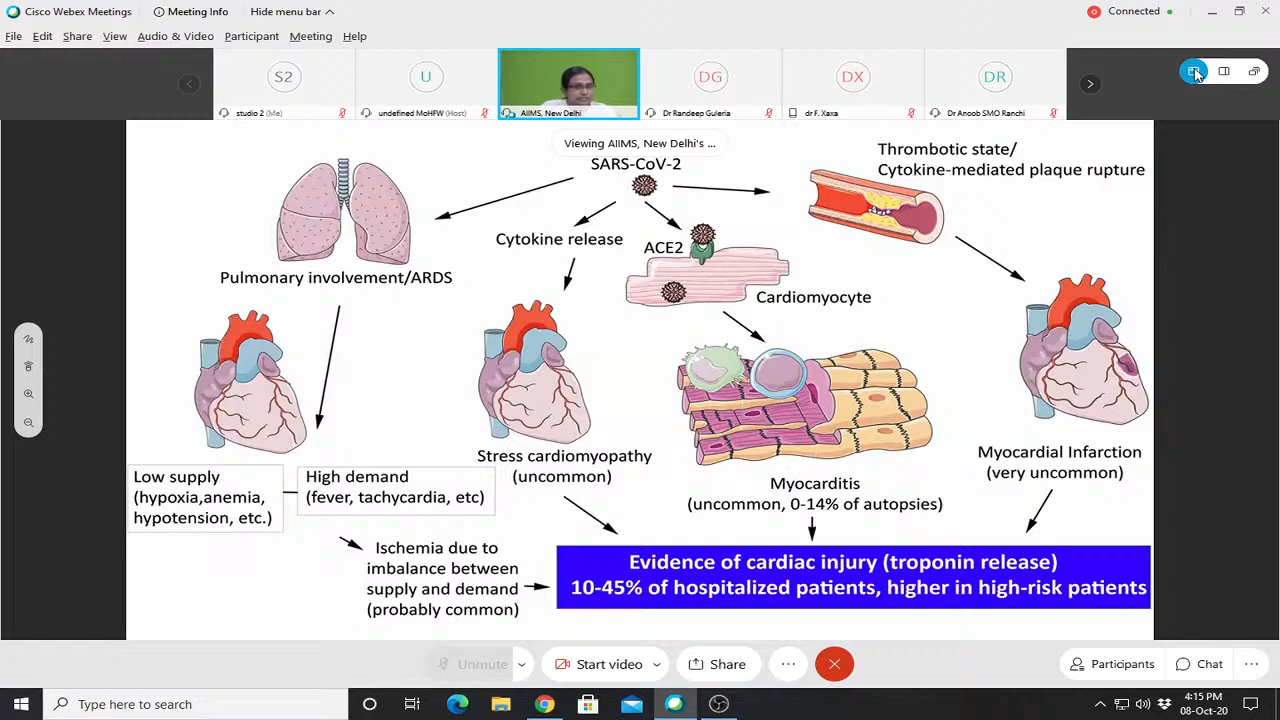 Cisco Webex Meetings
Meeting Info
Hide menu bar
Connected
File Edit Share View Audio & Video Participant Meeting Help
S2
U
DG
DX
DR
studio 2 (Me)
undefined MoHFW (Host)
AIIMS, New Delhi
Dr Randeep Guleria
dr F. Xaxa
Dr Anoob SMO Ranchi
Viewing AIIMS, New Delhi's ...
SARS-CoV-2
Thrombotic state/
Cytokine-mediated plaque rupture
Cytokine release
ACE2
Pulmonary involvement/ARDS
Cardiomyocyte
Stress cardiomyopathy
(uncommon)
Myocardial Infarction
(very uncommon)
Low supply
(hypoxia,anemia,
hypotension, etc.)
High demand
(fever, tachycardia, etc)
Myocarditis
(uncommon, 0-14% of autopsies)
Ischemia due to
imbalance between
supply and demand
(probably common)
Evidence of cardiac injury (troponin release)
10-45% of hospitalized patients, higher in high-risk patients
Unmute
Start video
Share
Participants
Chat
Type here to search
4:15 PM
08-Oct-20